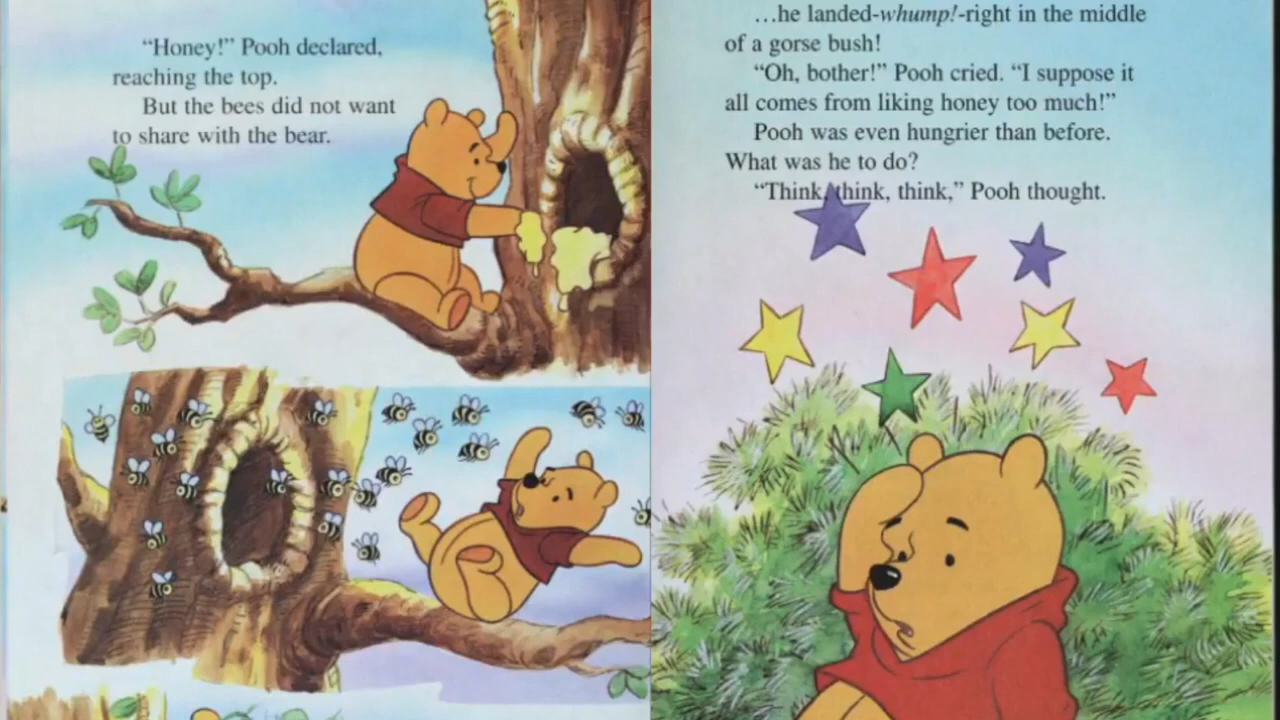 “Honey!” Pooh declared,
reaching the top.
But the bees did not want
to share with the bear.
…he landed-whump!-right in the middle
of a gorse bush!
“Oh, bother!” Pooh cried. “I suppose it
all comes from liking honey too much!”
Pooh was even hungrier than before.
What was he to do?
“Think, think, think,” Pooh thought.